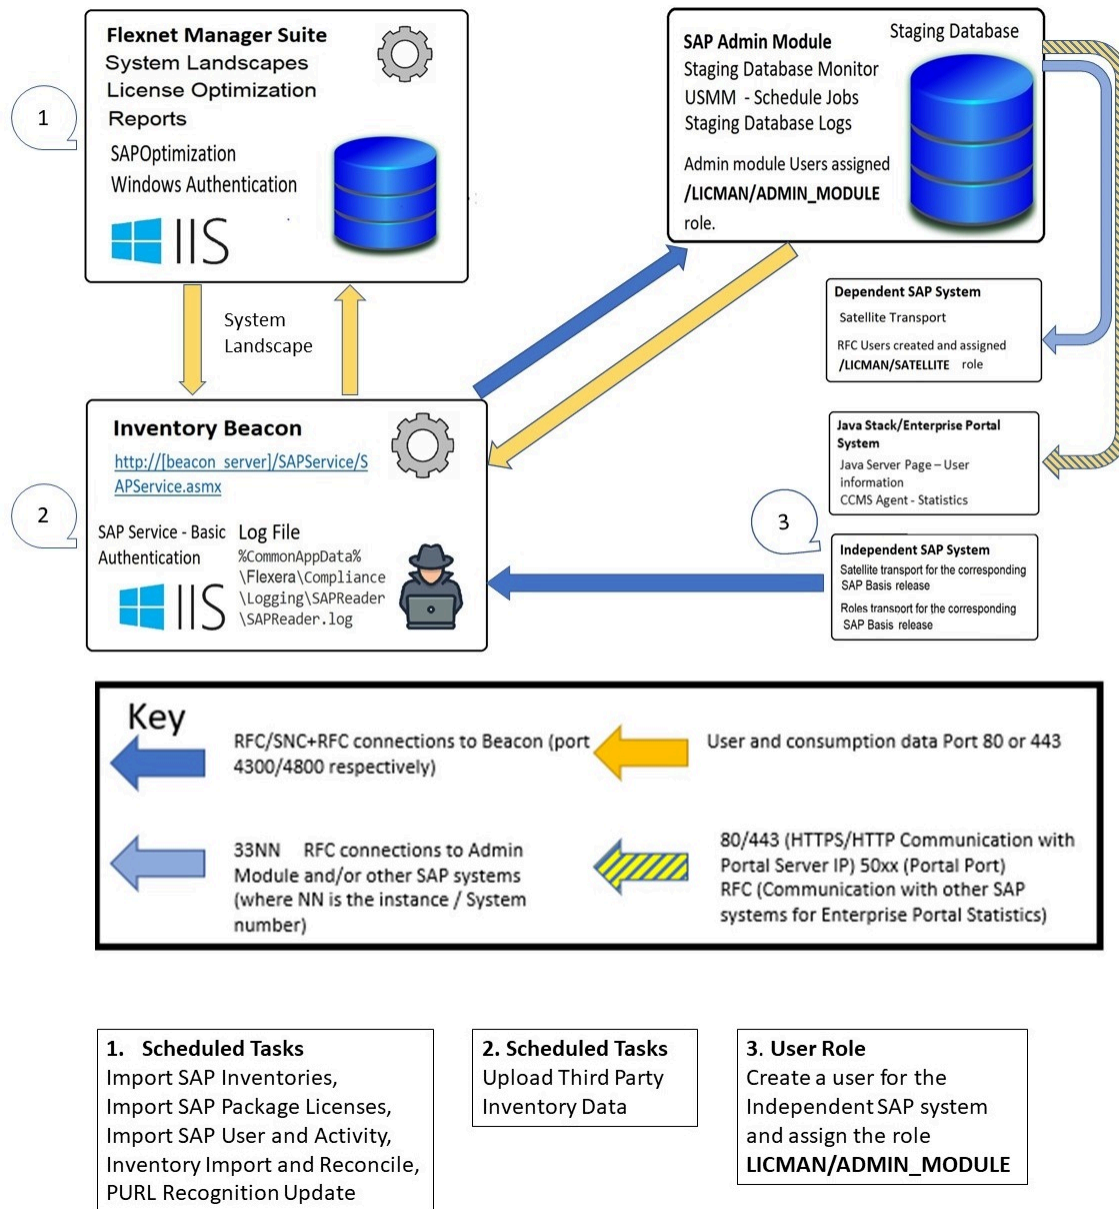 1
Flexnet Manager Suite
System Landscapes
License Optimization
Reports
SAPOptimization
Windows Authentication
IIS
SAP Admin Module
Staging Database
Staging Database Monitor
USMM - Schedule Jobs
Staging Database Logs
Admin module Users assigned
/LICMAN/ADMIN_MODULE
role.
System
Landscape
Dependent SAP System
Satellite Transport
RFC Users created and assigned
/LICMAN/SATELLITE role
2
Inventory Beacon
http://[beacon_server]/SAPService/S
APService.asmx
SAP Service - Basic
Authentication
IIS
Log File
%CommonAppData%
\Flexera\Compliance
\Logging\SAPReader
\SAPReader.log
Java Stack/Enterprise Portal
System
Java Server Page – User
information
CCMS Agent - Statistics
3
Independent SAP System
Satellite transport for the corresponding
SAP Basis release
Roles transoort for the corresponding
SAP Basis release
Key
RFC/SNC+RFC connections to Beacon (port
4300/4800 respectively)
User and consumption data Port 80 or 443
33NN RFC connections to Admin
Module and/or other SAP systems
(where NN is the instance / System
number)
80/443 (HTTPS/HTTP Communication with
Portal Server IP) 50xx (Portal Port)
RFC (Communication with other SAP
systems for Enterprise Portal Statistics)
1. Scheduled Tasks
Import SAP Inventories,
Import SAP Package Licenses,
Import SAP User and Activity,
Inventory Import and Reconcile,
PURL Recognition Update
2. Scheduled Tasks
Upload Third Party
Inventory Data
3. User Role
Create a user for the
Independent SAP system
and assign the role
LICMAN/ADMIN_MODULE